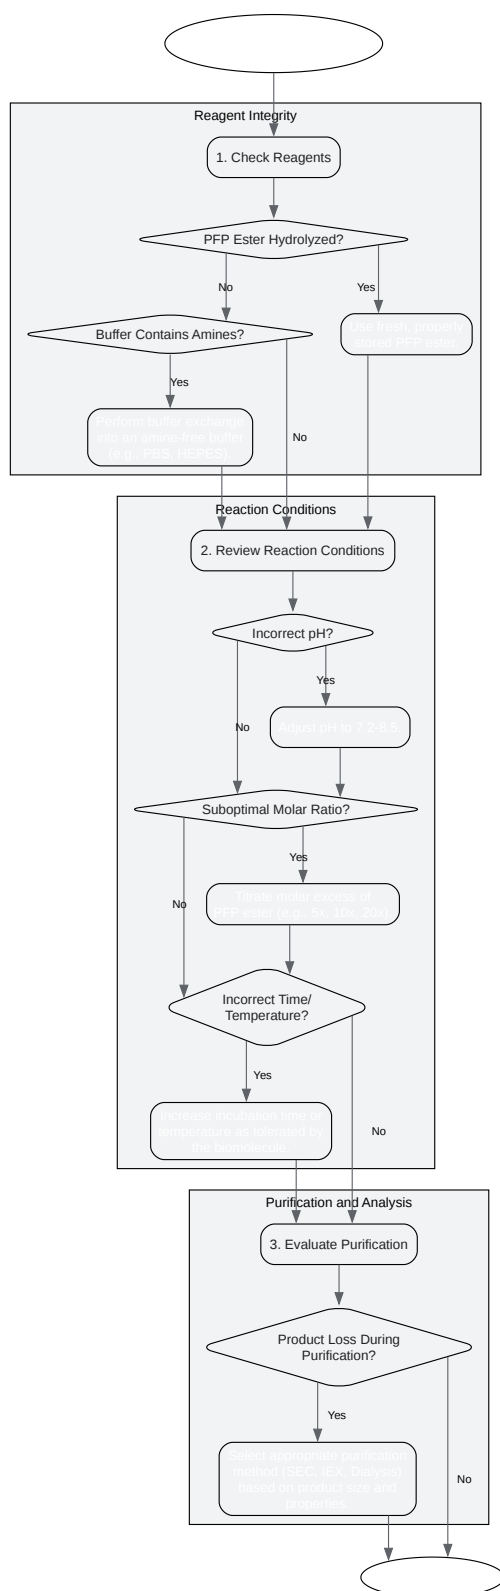 Reagent Integrity
1. Check Reagents
PFP Ester Hydrolyzed?
No
Yes
Buffer Contains Amines?
Use fresh, properly
stored PFP ester.
Yes
Perform buffer exchange
into an amine-free buffer
(e.g., PBS, HEPES).
No
Reaction Conditions
2. Review Reaction Conditions
Incorrect pH?
Yes
No
Adjust pH to 7.2-8.5.
Suboptimal Molar Ratio?
Yes
No
Titrate molar excess of
PFP ester (e.g., 5x, 10x, 20x).
Incorrect Time/
Temperature?
Yes
Increase incubation time or
temperature as tolerated by
the biomolecule.
No
Purification and Analysis
3. Evaluate Purification
Product Loss During
Purification?
Yes
Select appropriate purification
method (SEC, IEX, Dialysis)
based on product size and
properties.
No